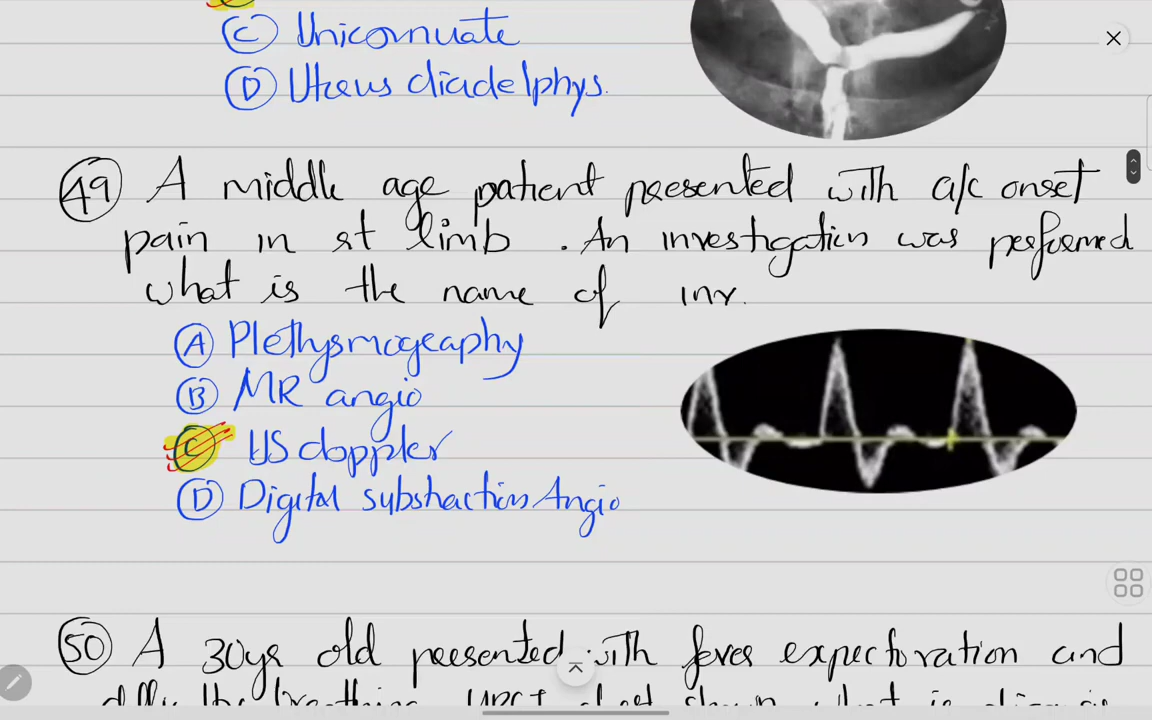 C Unicornuate
D Uterus diadelphys.
49 A middle age patient presented with a/c onset
pain in rt limb. An investigation was performed
what is the name of inv.
A Plethysmography
B MR angio
C US doppler
D Digital substraction Angio
50 A 30yr old presented with fever expectoration and